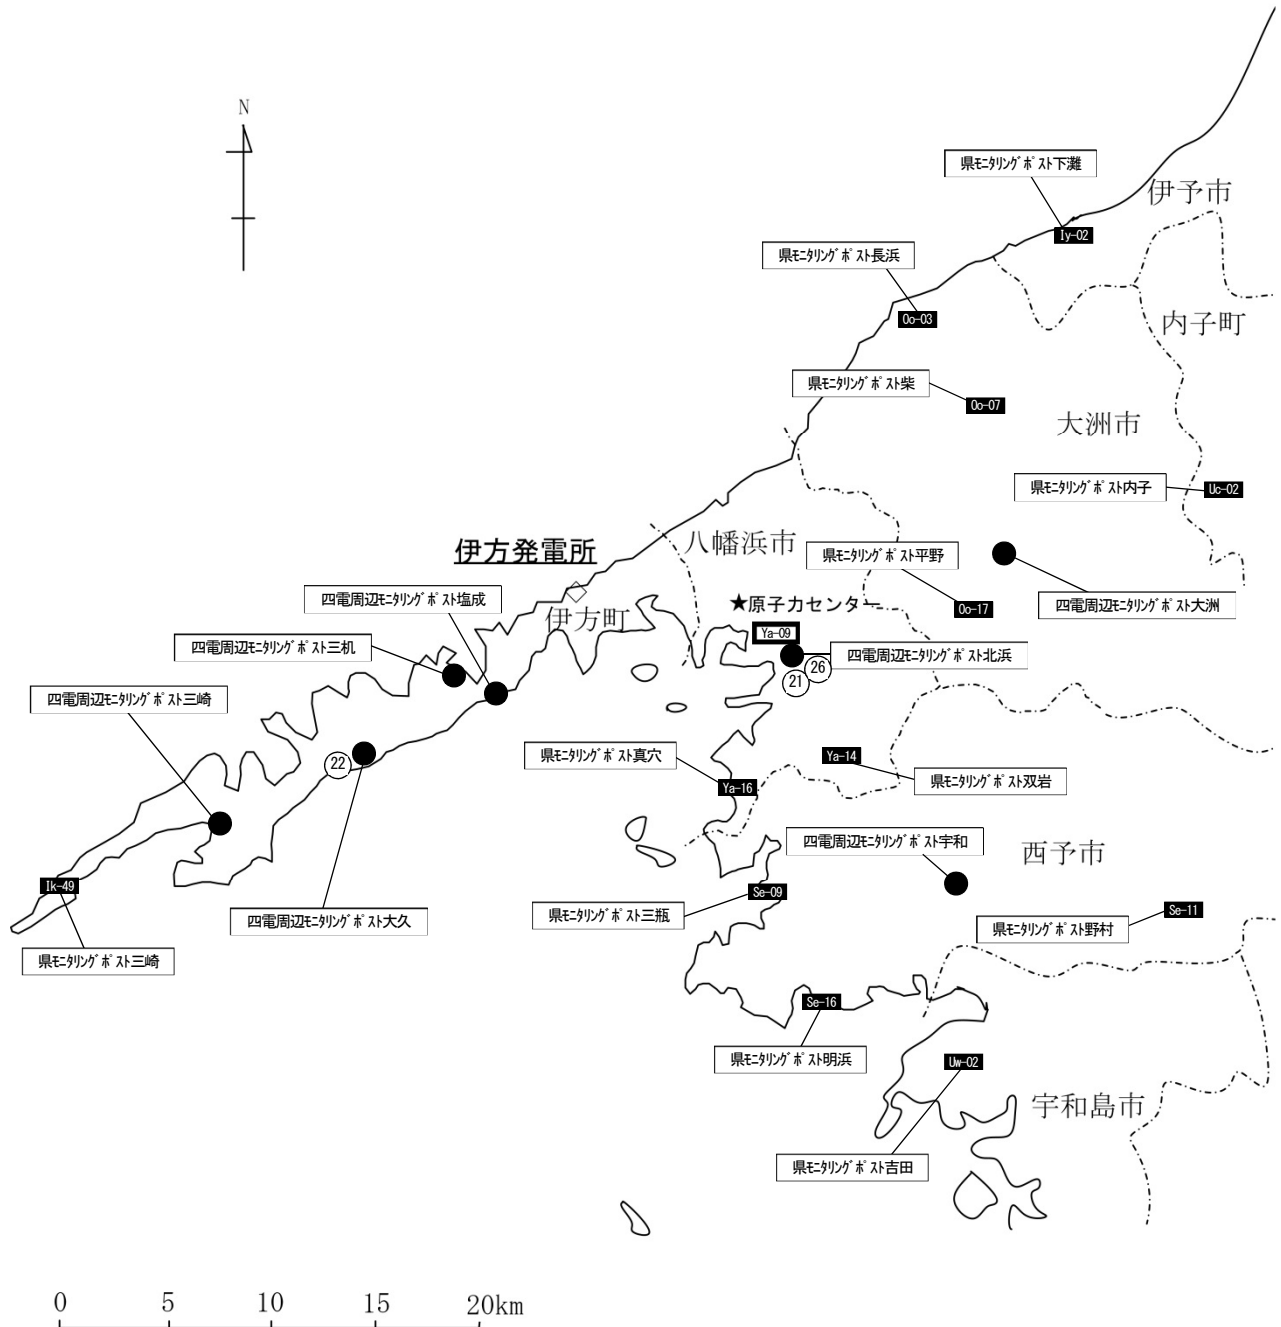 N
県ﾓﾆﾀﾘﾝｸﾞﾎﾟｽﾄ下灘
伊予市
Iy-02
県ﾓﾆﾀﾘﾝｸﾞﾎﾟｽﾄ長浜
Oo-03
内子町
県ﾓﾆﾀﾘﾝｸﾞﾎﾟｽﾄ柴
Oo-07
大洲市
県ﾓﾆﾀﾘﾝｸﾞﾎﾟｽﾄ内子
Uc-02
八幡浜市
伊方発電所
県ﾓﾆﾀﾘﾝｸﾞﾎﾟｽﾄ平野
四電周辺ﾓﾆﾀﾘﾝｸﾞﾎﾟｽﾄ塩成
★原子力センター
Oo-17
四電周辺ﾓﾆﾀﾘﾝｸﾞﾎﾟｽﾄ大洲
伊方町
Ya-09
四電周辺ﾓﾆﾀﾘﾝｸﾞﾎﾟｽﾄ三机
四電周辺ﾓﾆﾀﾘﾝｸﾞﾎﾟｽﾄ北浜
26
21
四電周辺ﾓﾆﾀﾘﾝｸﾞﾎﾟｽﾄ三崎
22
県ﾓﾆﾀﾘﾝｸﾞﾎﾟｽﾄ真穴
Ya-14
Ya-16
県ﾓﾆﾀﾘﾝｸﾞﾎﾟｽﾄ双岩
四電周辺ﾓﾆﾀﾘﾝｸﾞﾎﾟｽﾄ宇和
西予市
Ik-49
Se-09
四電周辺ﾓﾆﾀﾘﾝｸﾞﾎﾟｽﾄ大久
県ﾓﾆﾀﾘﾝｸﾞﾎﾟｽﾄ三瓶
Se-11
県ﾓﾆﾀﾘﾝｸﾞﾎﾟｽﾄ野村
県ﾓﾆﾀﾘﾝｸﾞﾎﾟｽﾄ三崎
Se-16
県ﾓﾆﾀﾘﾝｸﾞﾎﾟｽﾄ明浜
Uw-02
宇和島市
県ﾓﾆﾀﾘﾝｸﾞﾎﾟｽﾄ吉田
0 5 10 15 20km